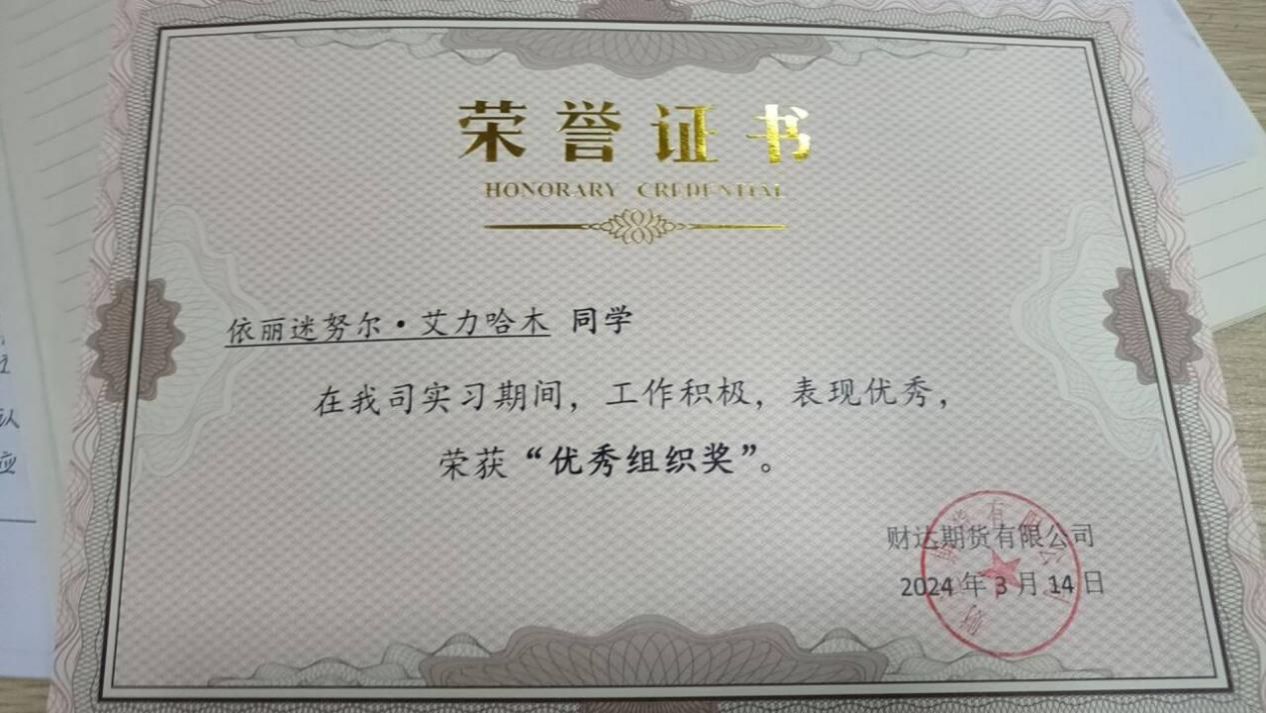 荣誉证书
HONORARY CREDENTIAL
依丽迷努尔·艾力哈木 同学
在我司实习期间，工作积极，表现优秀，
荣获“优秀组织奖”。
财达期货有限公司
2024年3月14日